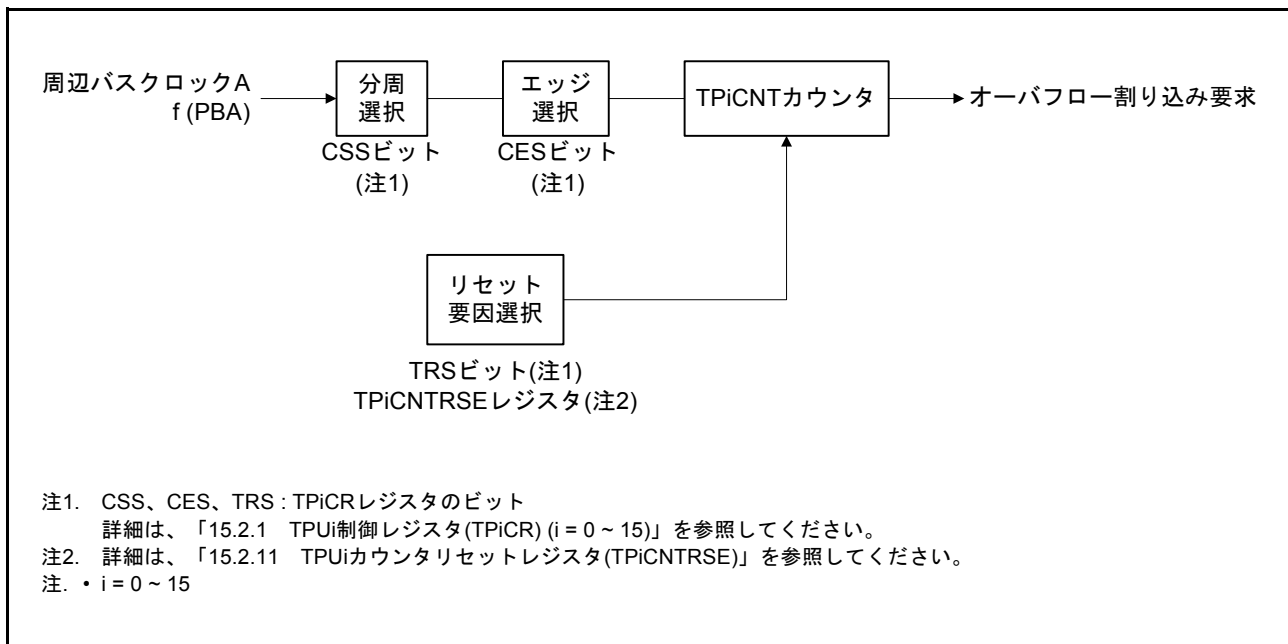 周辺バスクロックA
f (PBA)
分周
選択
CSSビット
(注1)
エッジ
選択
CESビット
(注1)
TPiCNTカウンタ
オーバフロー割り込み要求
リセット
要因選択
TRSビット(注1)
TPiCNTRSEレジスタ(注2)
注1. CSS、CES、TRS : TPiCRレジスタのビット
詳細は、「15.2.1 TPUi制御レジスタ(TPiCR) (i = 0 ~ 15)」を参照してください。
注2. 詳細は、「15.2.11 TPUiカウンタリセットレジスタ(TPiCNTRSE)」を参照してください。
注. • i = 0 ~ 15